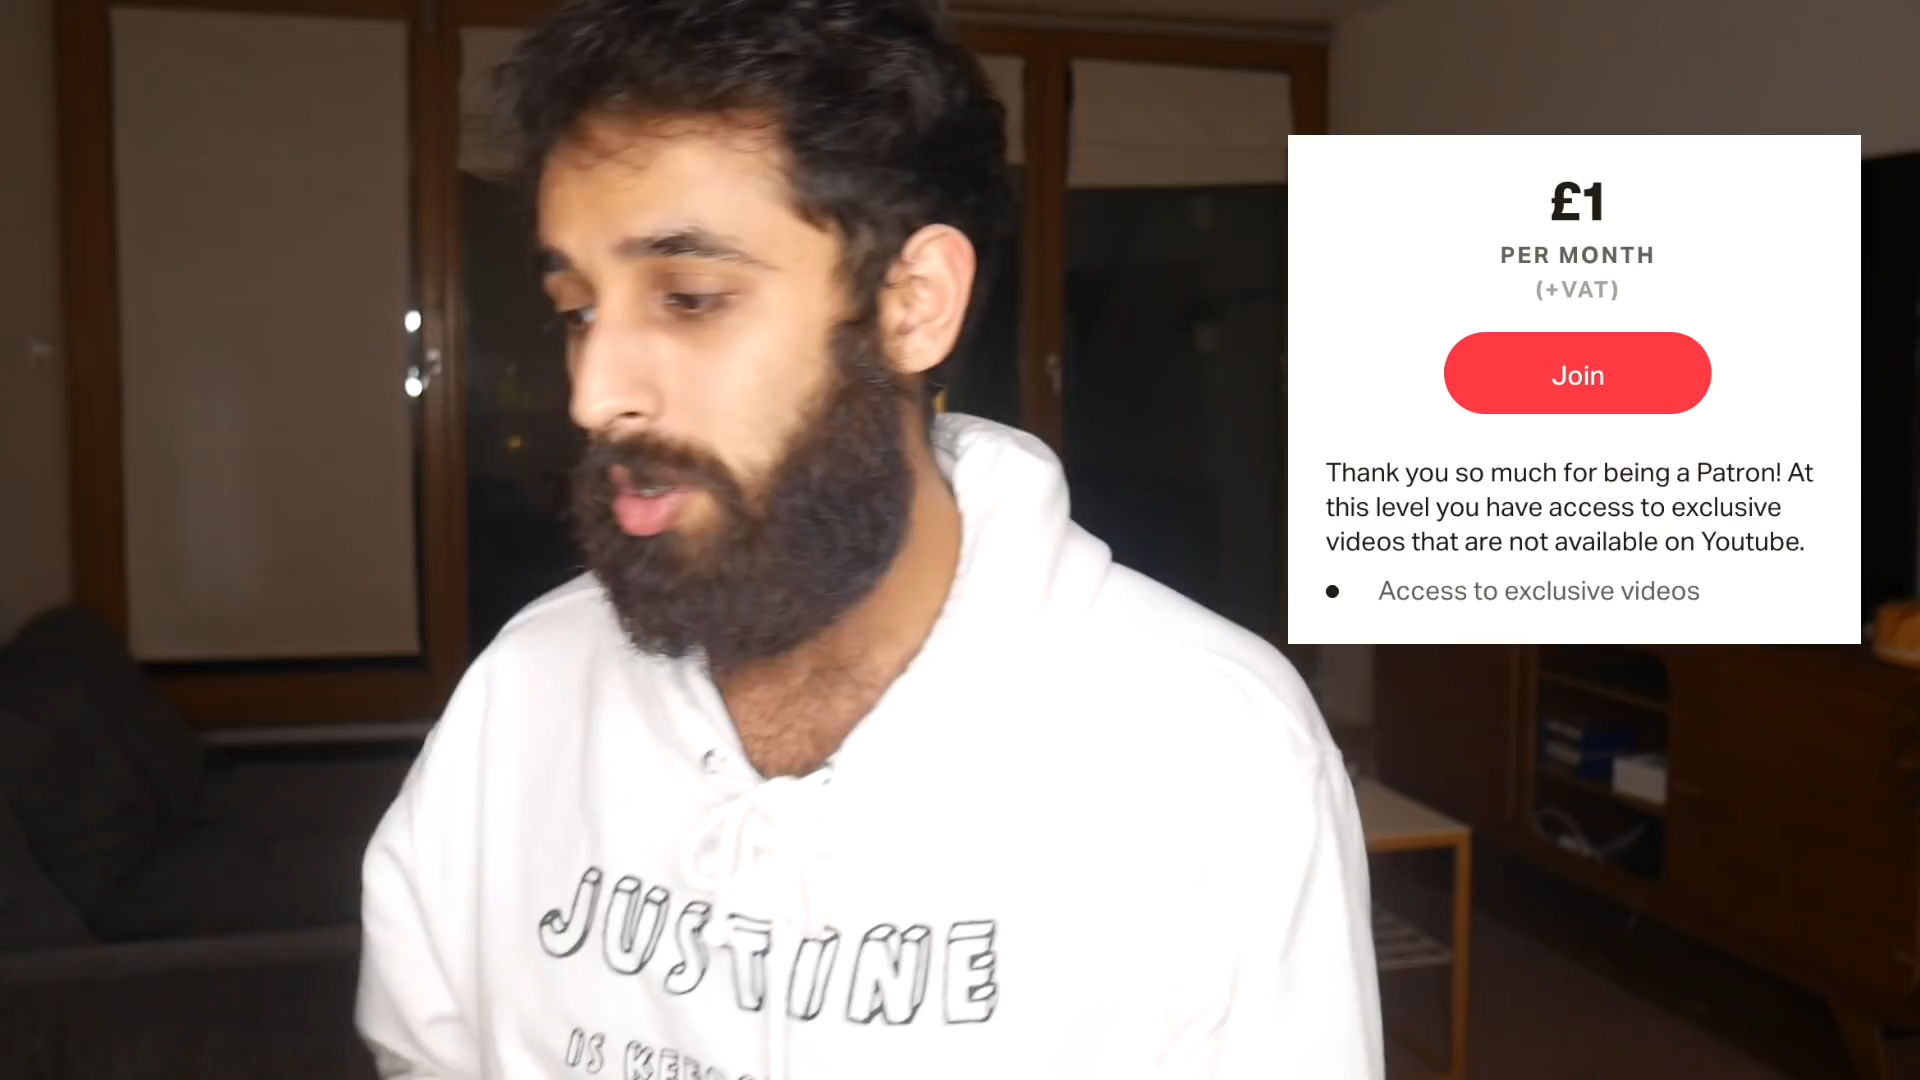 £1
PER MONTH
(+VAT)
Join
Thank you so much for being a Patron! At
this level you have access to exclusive
videos that are not available on Youtube.
● Access to exclusive videos
JUSTINE
IS